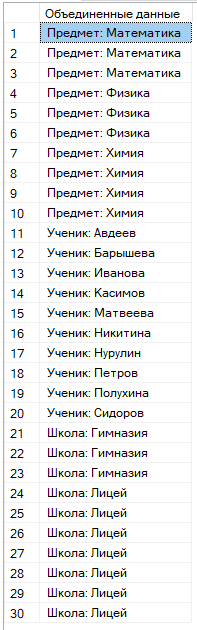 Объединенные данные
1 Предмет: Математика
2 Предмет: Математика
3 Предмет: Математика
4 Предмет: Физика
5 Предмет: Физика
6 Предмет: Физика
7 Предмет: Химия
8 Предмет: Химия
9 Предмет: Химия
10 Предмет: Химия
11 Ученик: Авдеев
12 Ученик: Барышева
13 Ученик: Иванова
14 Ученик: Касимов
15 Ученик: Матвеева
16 Ученик: Никитина
17 Ученик: Нурулин
18 Ученик: Петров
19 Ученик: Полухина
20 Ученик: Сидоров
21 Школа: Гимназия
22 Школа: Гимназия
23 Школа: Гимназия
24 Школа: Лицей
25 Школа: Лицей
26 Школа: Лицей
27 Школа: Лицей
28 Школа: Лицей
29 Школа: Лицей
30 Школа: Лицей